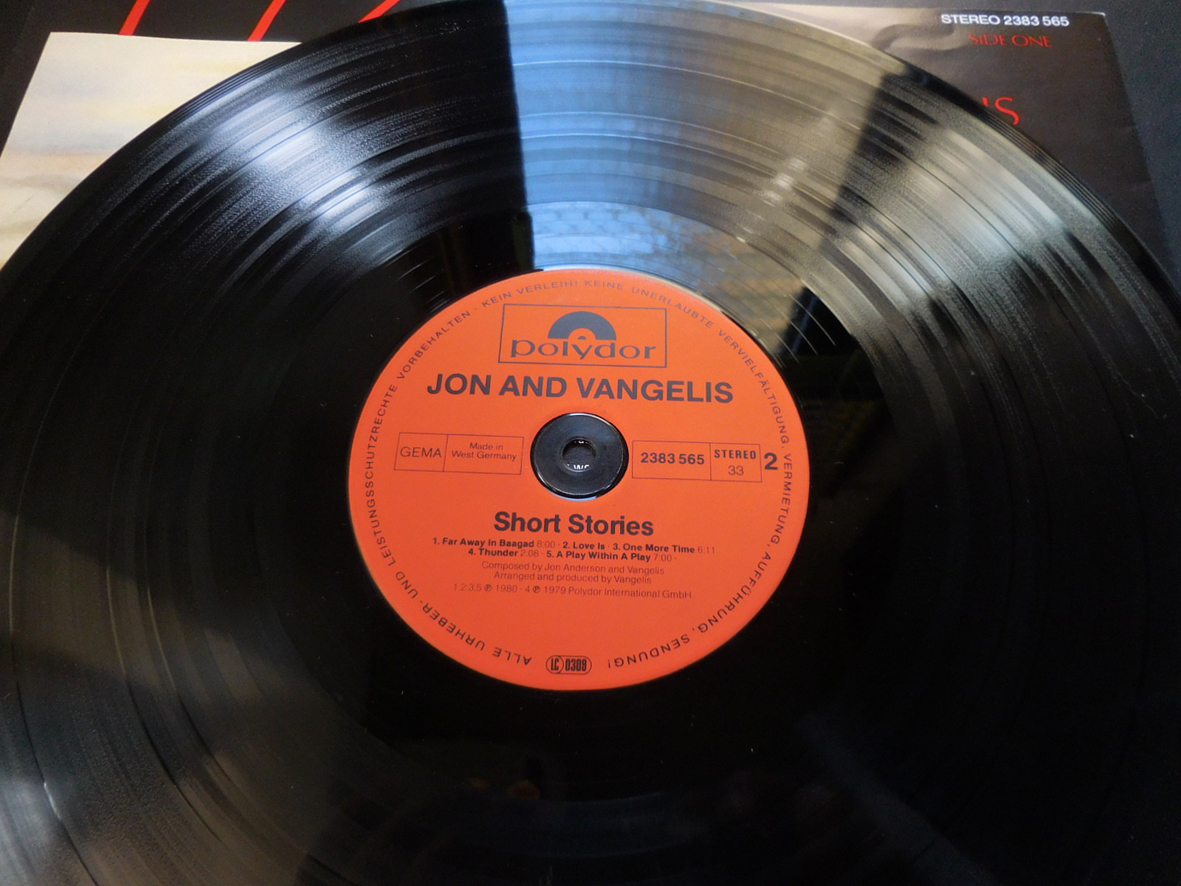 STEREO 2383 565
SIDE ONE
IS
ALLE URHEBER- UND LEISTUNGSSCHUTZRECHTE VORBEHALTEN · KEIN VERLEIH! KEINE UNERLAUBTE VERVIELFÄLTIGUNG, VERMIETUNG, AUFFÜHRUNG, SENDUNG!
polydor
JON AND VANGELIS
GEMA
Made in
West Germany
2383 565
STEREO
33
2
Short Stories
1. Far Away In Baagad 8:00 · 2. Love Is · 3. One More Time 6:11
4. Thunder 2:08 · 5. A Play Within A Play 7:00 ·
Composed by Jon Anderson and Vangelis
Arranged and produced by Vangelis
1.2.3.5 ℗ 1980 · 4 ℗ 1979 Polydor International GmbH
LC 0309